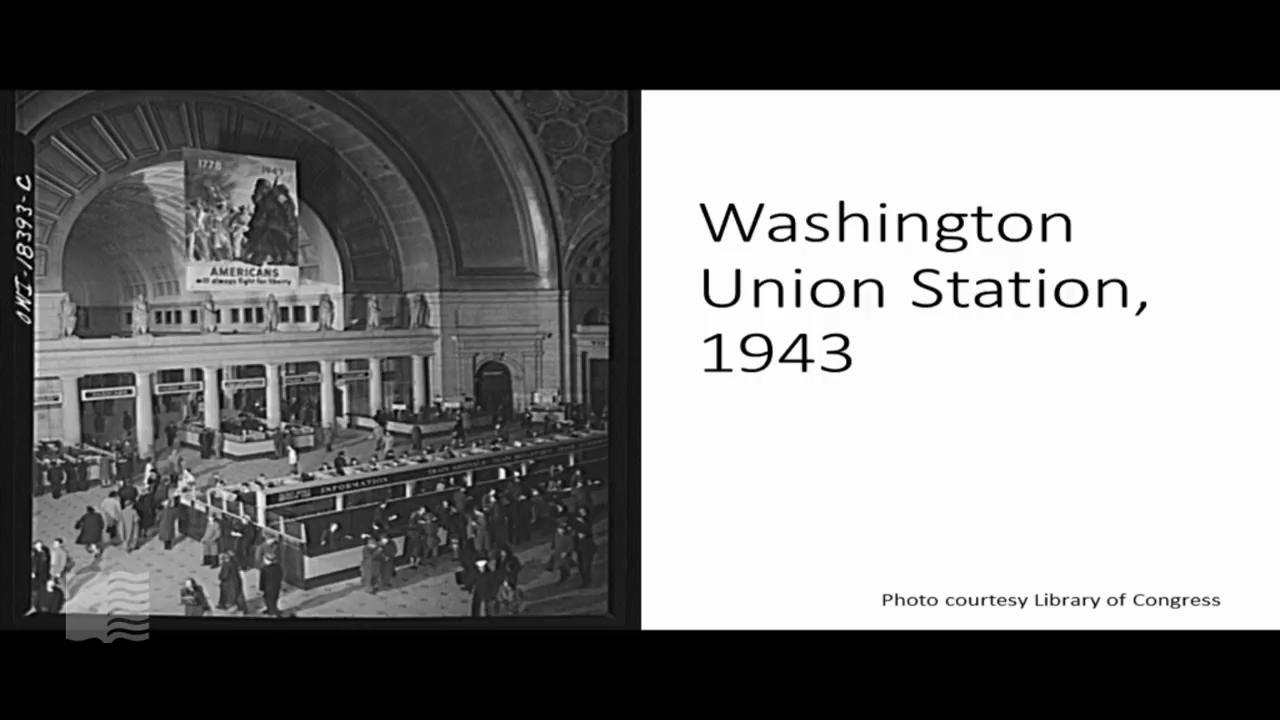 OWI-18393-C
1778
1943
AMERICANS
will always fight for liberty
INFORMATION
Washington
Union Station,
1943
Photo courtesy Library of Congress